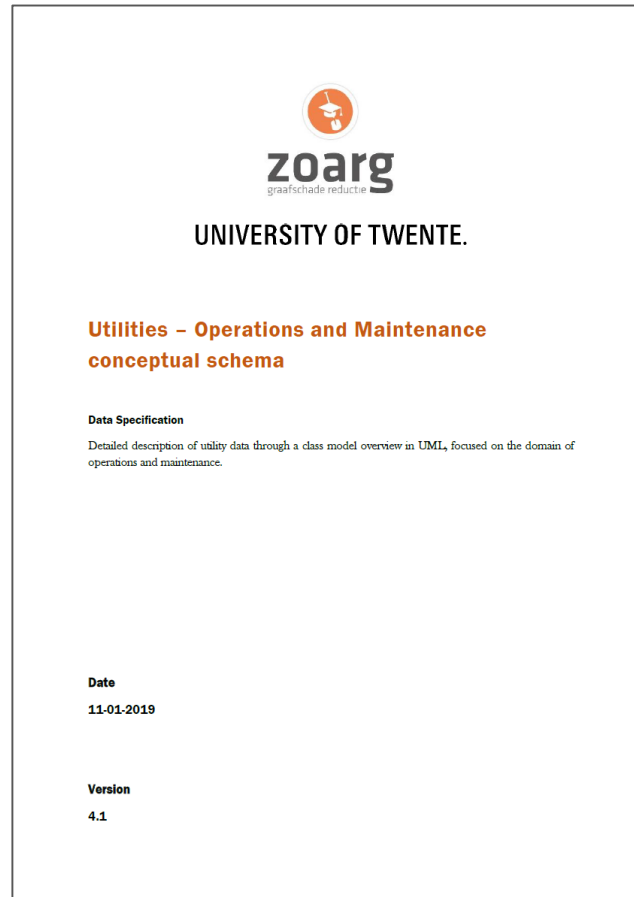 zoarg
graafschade reductie
UNIVERSITY OF TWENTE.
Utilities – Operations and Maintenance
conceptual schema
Data Specification
Detailed description of utility data through a class model overview in UML, focused on the domain of
operations and maintenance.
Date
11-01-2019
Version
4.1